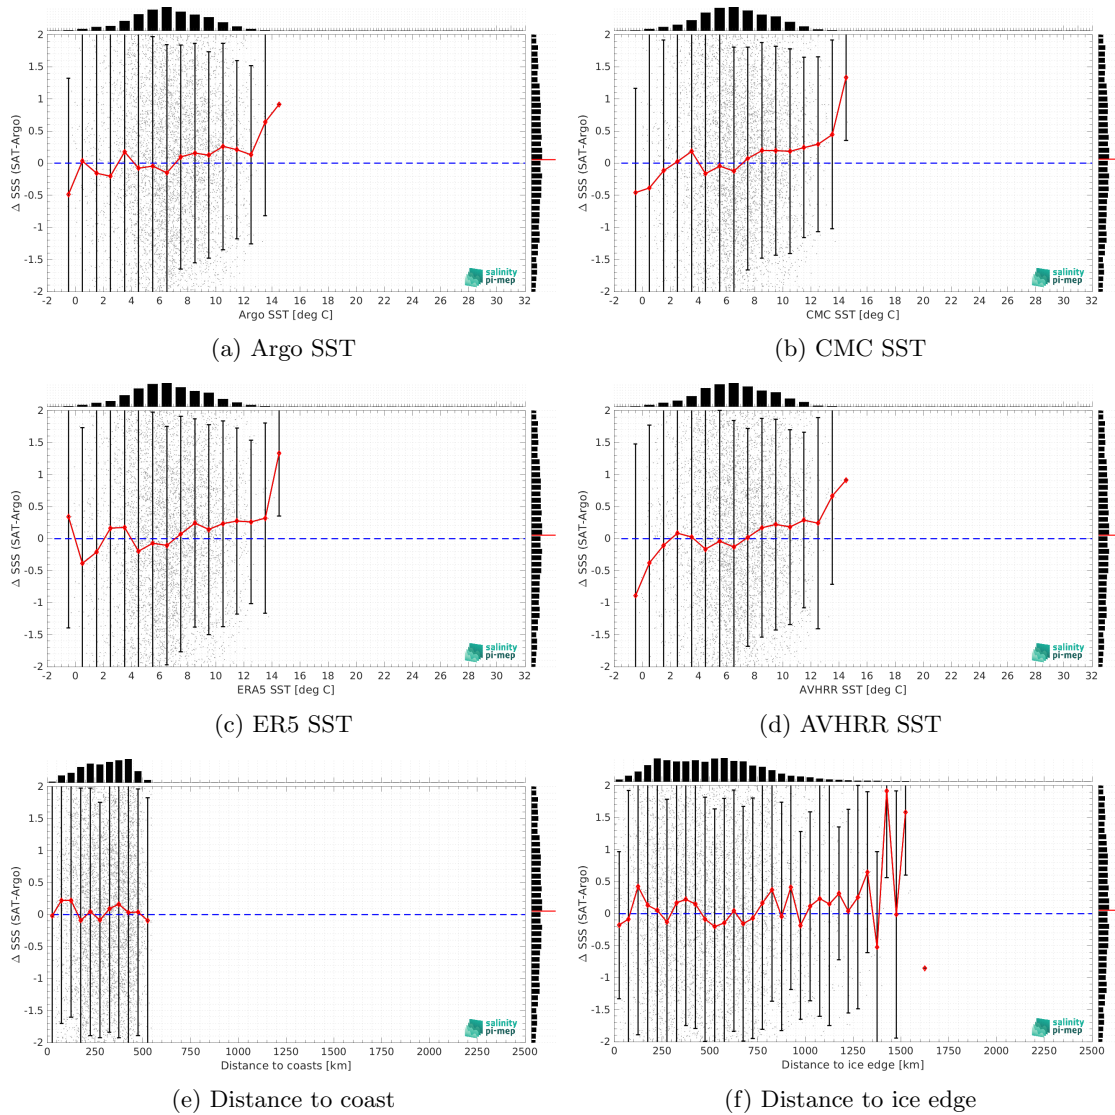 2
1.5
1
0.5
0
-0.5
-1
-1.5
-2
Δ SSS (SAT-Argo)
-2 0 2 4 6 8 10 12 14 16 18 20 22 24 26 28 30 32
Argo SST [deg C]
salinity
pi-mep
(a) Argo SST
2
1.5
1
0.5
0
-0.5
-1
-1.5
-2
Δ SSS (SAT-Argo)
-2 0 2 4 6 8 10 12 14 16 18 20 22 24 26 28 30 32
CMC SST [deg C]
salinity
pi-mep
(b) CMC SST
2
1.5
1
0.5
0
-0.5
-1
-1.5
-2
Δ SSS (SAT-Argo)
-2 0 2 4 6 8 10 12 14 16 18 20 22 24 26 28 30 32
ERA5 SST [deg C]
salinity
pi-mep
(c) ER5 SST
2
1.5
1
0.5
0
-0.5
-1
-1.5
-2
Δ SSS (SAT-Argo)
-2 0 2 4 6 8 10 12 14 16 18 20 22 24 26 28 30 32
AVHRR SST [deg C]
salinity
pi-mep
(d) AVHRR SST
2
1.5
1
0.5
0
-0.5
-1
-1.5
-2
Δ SSS (SAT-Argo)
0 250 500 750 1000 1250 1500 1750 2000 2250 2500
Distance to coasts [km]
salinity
pi-mep
(e) Distance to coast
2
1.5
1
0.5
0
-0.5
-1
-1.5
-2
Δ SSS (SAT-Argo)
0 250 500 750 1000 1250 1500 1750 2000 2250 2500
Distance to ice edge [km]
salinity
pi-mep
(f) Distance to ice edge